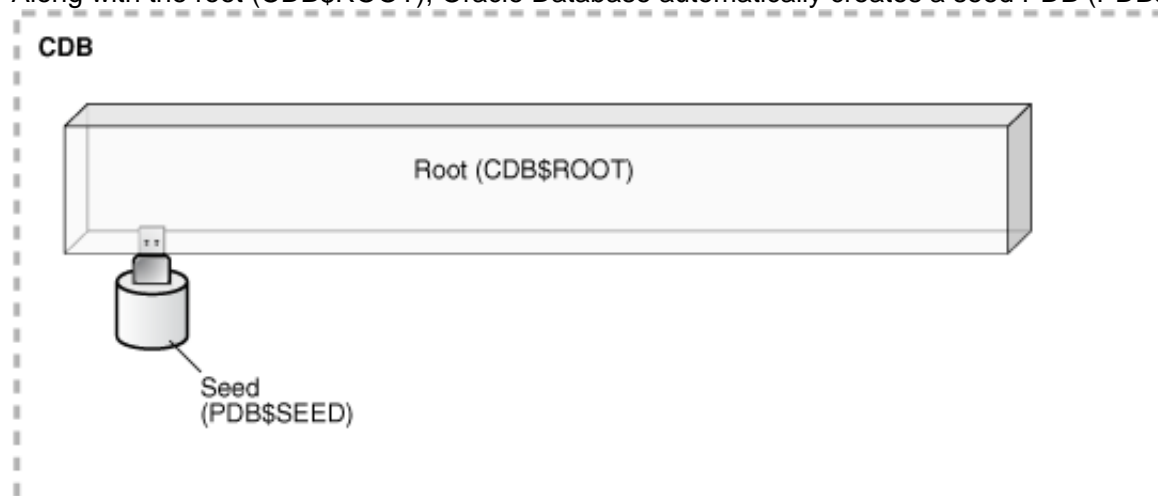 Along with the root (CDB$ROOT), Oracle Database automatically creates a seed PDB (PDB
CDB
Root (CDB$ROOT)
Seed
(PDB$SEED)